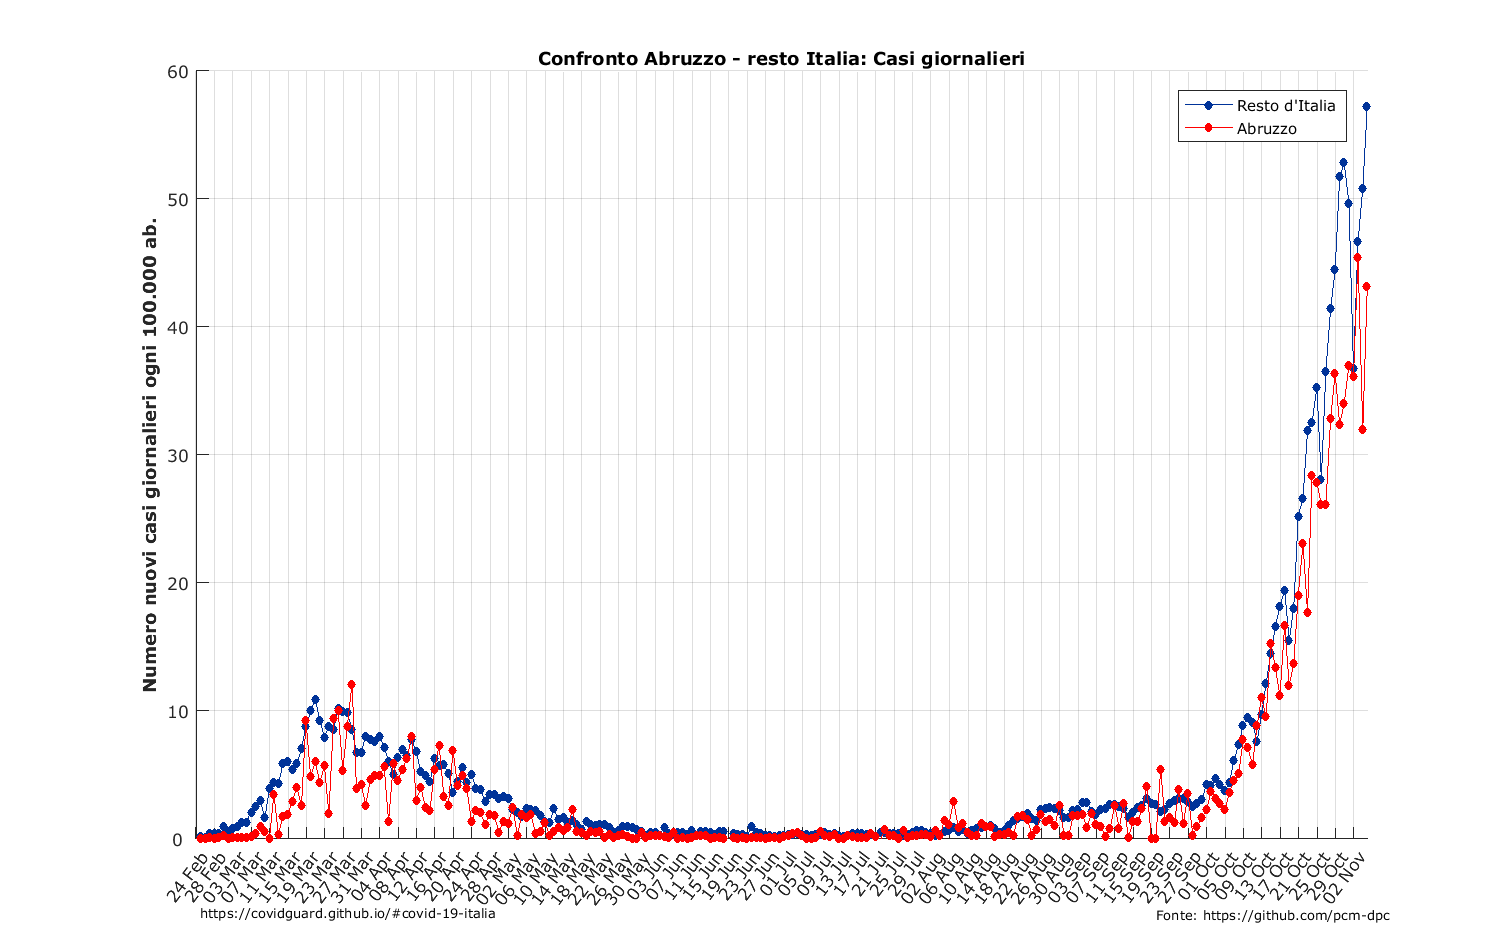 Confronto Abruzzo - resto Italia: Casi giornalieri
Numero nuovi casi giornalieri ogni 100.000 ab.
60
50
40
30
20
10
0
Resto d'Italia
Abruzzo
24 Feb
28 Feb
03 Mar
07 Mar
11 Mar
15 Mar
19 Mar
23 Mar
27 Mar
31 Mar
04 Apr
08 Apr
12 Apr
16 Apr
20 Apr
24 Apr
28 Apr
02 May
06 May
10 May
14 May
18 May
22 May
26 May
30 May
03 Jun
07 Jun
11 Jun
15 Jun
19 Jun
23 Jun
27 Jun
01 Jul
05 Jul
09 Jul
13 Jul
17 Jul
21 Jul
25 Jul
29 Jul
02 Aug
06 Aug
10 Aug
14 Aug
18 Aug
22 Aug
26 Aug
30 Aug
03 Sep
07 Sep
11 Sep
15 Sep
19 Sep
23 Sep
27 Sep
01 Oct
05 Oct
09 Oct
13 Oct
17 Oct
21 Oct
25 Oct
29 Oct
02 Nov
https://covidguard.github.io/#covid-19-italia
Fonte: https://github.com/pcm-dpc